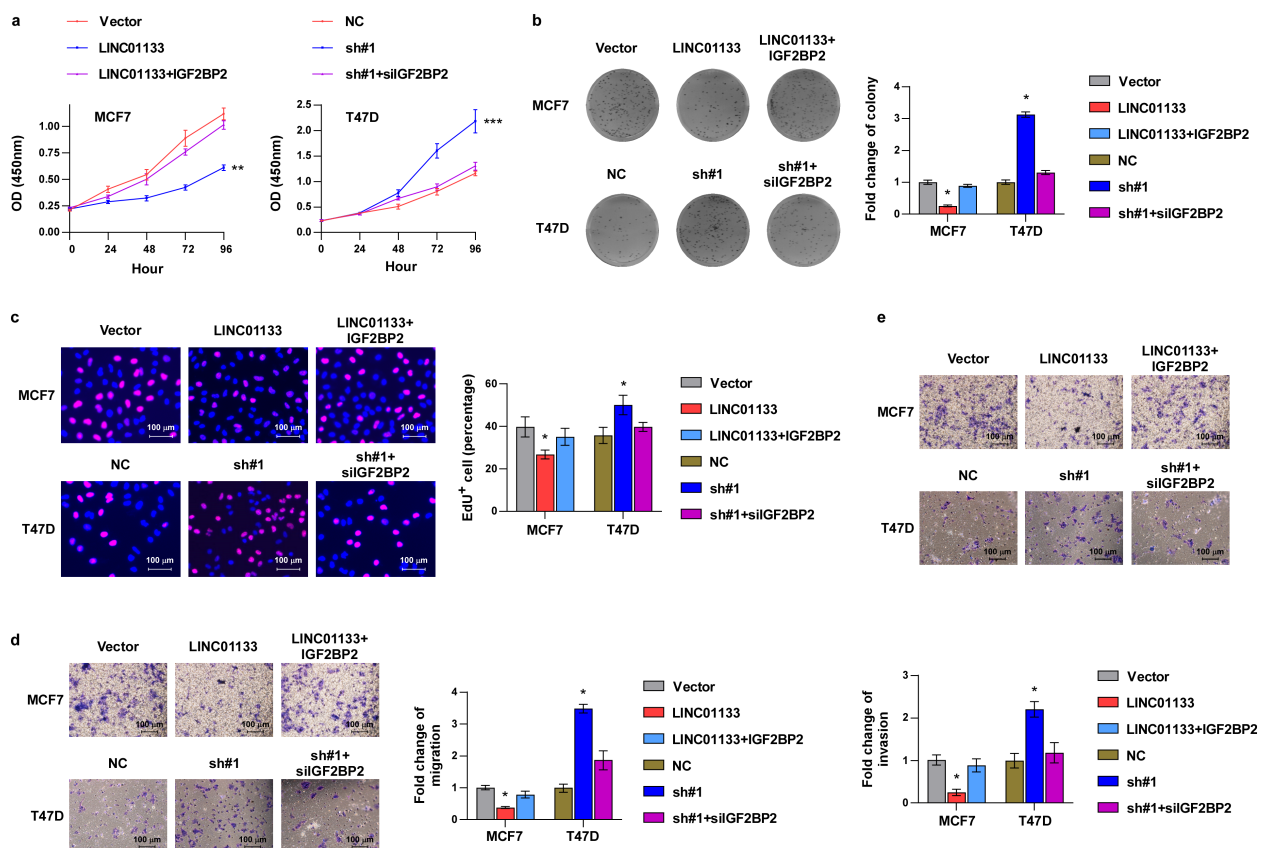 a
Vector
LINC01133
LINC01133+IGF2BP2
NC
sh#1
sh#1+siIGF2BP2
MCF7
OD (450nm)
1.00
0.75
0.50
0.25
0.00
**
0 24 48 72 96
Hour
T47D
OD (450nm)
2.5
2.0
1.5
1.0
0.5
0.0
***
0 24 48 72 96
Hour
b
Vector
LINC01133
LINC01133+
IGF2BP2
MCF7
NC
sh#1
sh#1+
siIGF2BP2
T47D
Fold change of colony
4
3
2
1
0
*
*
MCF7
T47D
Vector
LINC01133
LINC01133+IGF2BP2
NC
sh#1
sh#1+siIGF2BP2
c
Vector
LINC01133
LINC01133+
IGF2BP2
MCF7
100 μm
100 μm
100 μm
NC
sh#1
sh#1+
siIGF2BP2
T47D
100 μm
100 μm
100 μm
EdU+ cell (percentage)
60
40
20
0
*
*
MCF7
T47D
Vector
LINC01133
LINC01133+IGF2BP2
NC
sh#1
sh#1+siIGF2BP2
e
Vector
LINC01133
LINC01133+
IGF2BP2
MCF7
100 μm
100 μm
100 μm
NC
sh#1
sh#1+
siIGF2BP2
T47D
100 μm
100 μm
100 μm
d
Vector
LINC01133
LINC01133+
IGF2BP2
MCF7
100 μm
100 μm
100 μm
NC
sh#1
sh#1+
siIGF2BP2
T47D
100 μm
100 μm
100 μm
Fold change of
migration
4
3
2
1
0
*
*
MCF7
T47D
Vector
LINC01133
LINC01133+IGF2BP2
NC
sh#1
sh#1+siIGF2BP2
Fold change of
invasion
3
2
1
0
*
*
MCF7
T47D
Vector
LINC01133
LINC01133+IGF2BP2
NC
sh#1
sh#1+siIGF2BP2